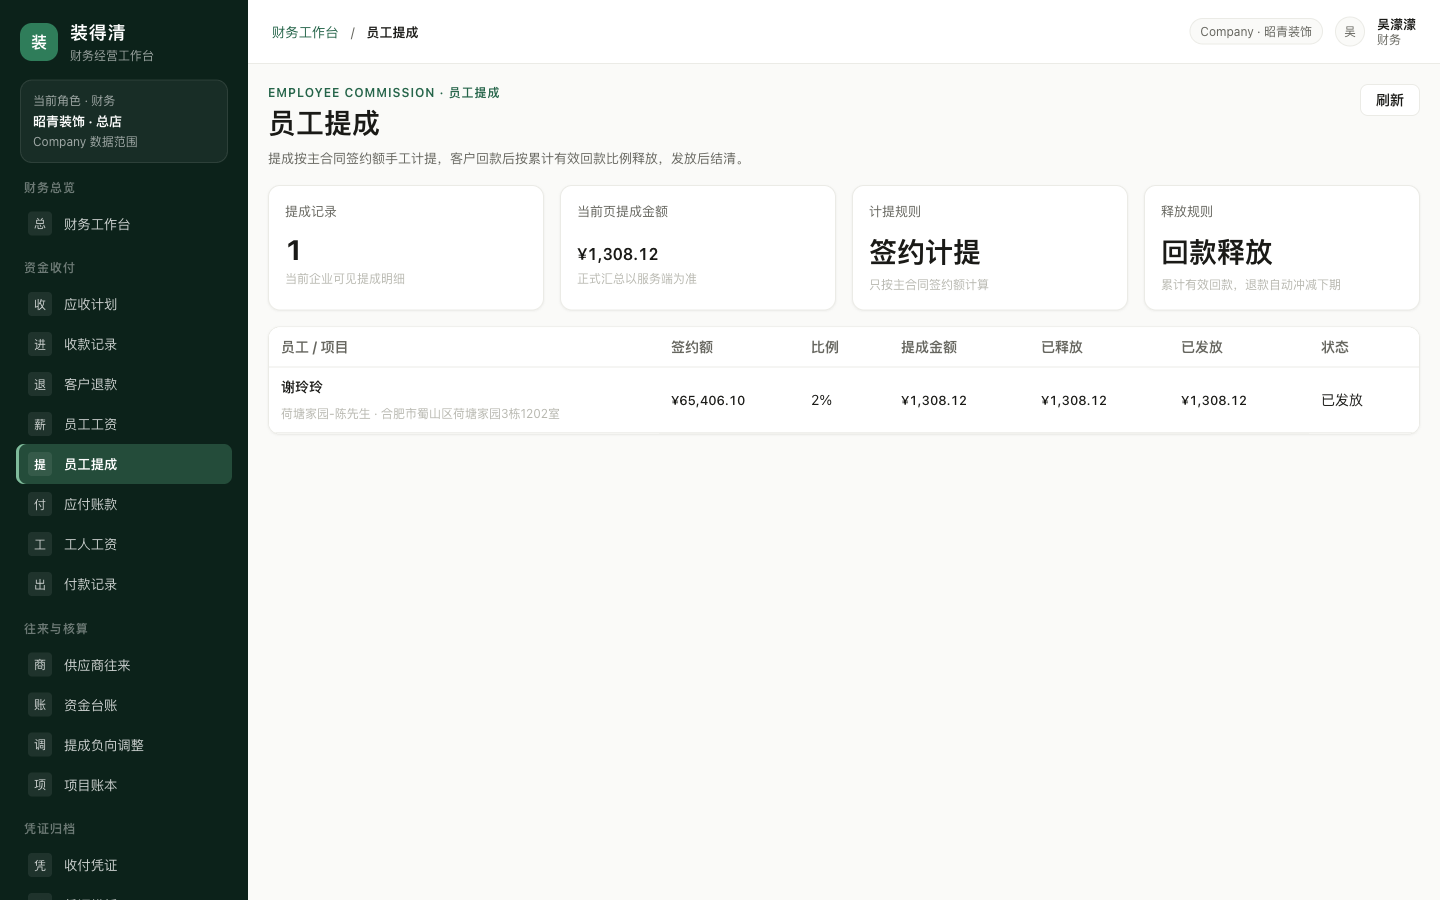 装
装得清
财务经营工作台
当前角色 · 财务
昭青装饰 · 总店
Company 数据范围
财务总览
总 财务工作台
资金收付
收 应收计划
进 收款记录
退 客户退款
薪 员工工资
提 员工提成
付 应付账款
工 工人工资
出 付款记录
往来与核算
商 供应商往来
账 资金台账
调 提成负向调整
项 项目账本
凭证归档
凭 收付凭证
财务工作台 / 员工提成
Company · 昭青装饰
吴
吴濛濛
财务
EMPLOYEE COMMISSION · 员工提成
员工提成
提成按主合同签约额手工计提，客户回款后按累计有效回款比例释放，发放后结清。
刷新
提成记录
1
当前企业可见提成明细
当前页提成金额
¥1,308.12
正式汇总以服务端为准
计提规则
签约计提
只按主合同签约额计算
释放规则
回款释放
累计有效回款，退款自动冲减下期
员工 / 项目 签约额 比例 提成金额 已释放 已发放 状态
谢玲玲
荷塘家园-陈先生 · 合肥市蜀山区荷塘家园3栋1202室
¥65,406.10 2% ¥1,308.12 ¥1,308.12 ¥1,308.12 已发放